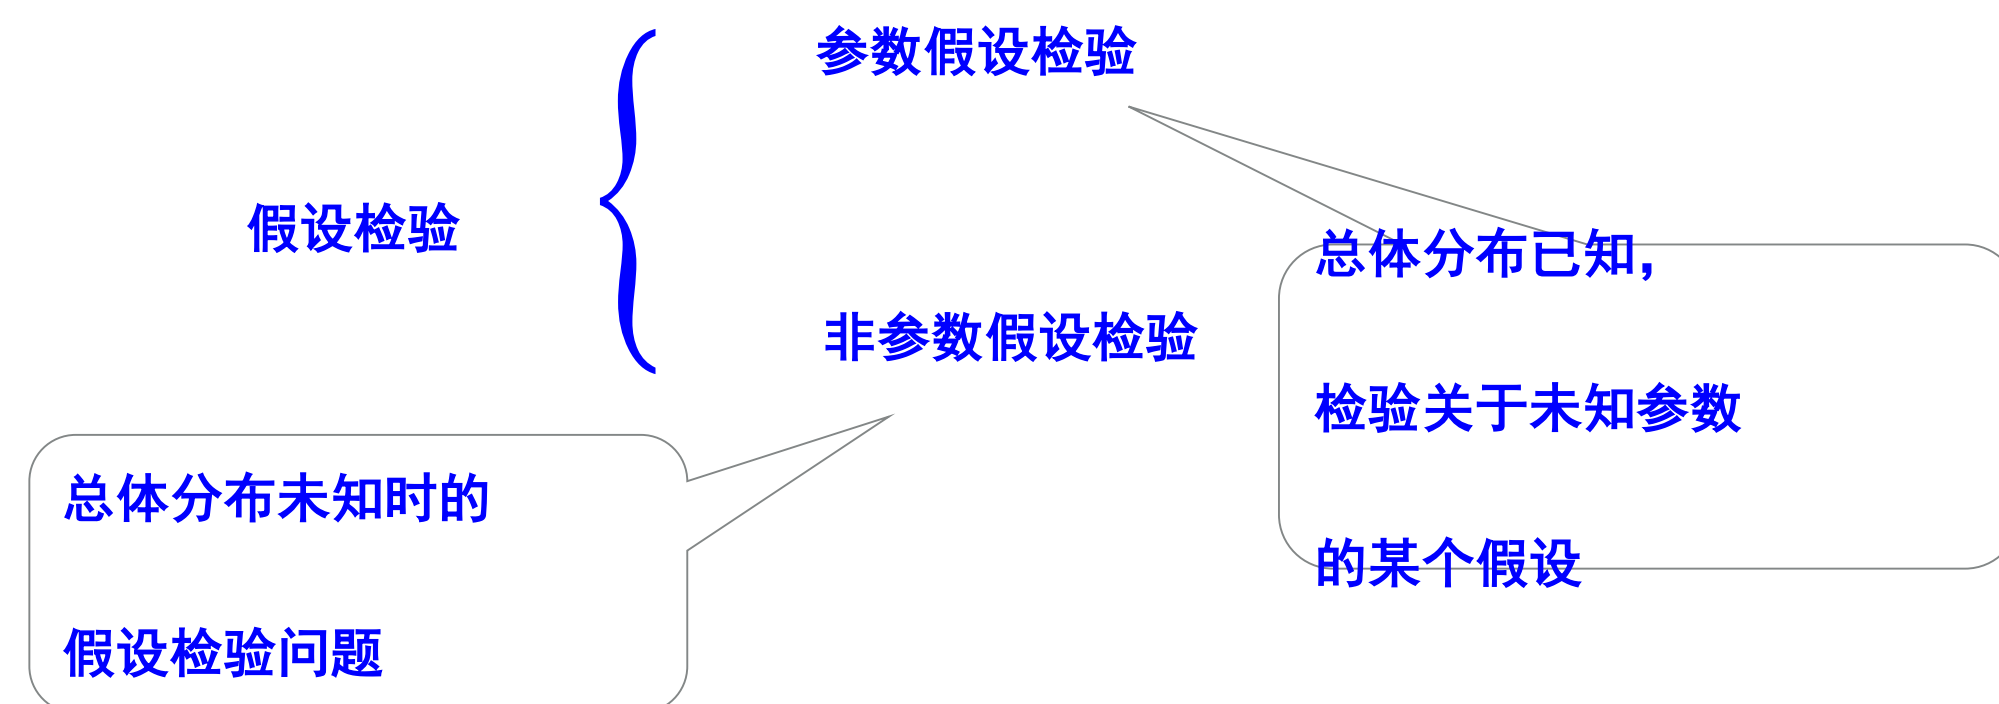 参数假设检验
假设检验
非参数假设检验
总体分布已知,
检验关于未知参数
的某个假设
总体分布未知时的
假设检验问题